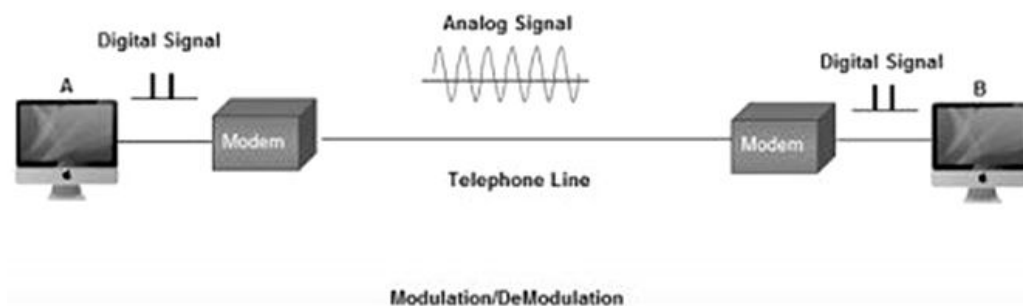 Analog Signal
Digital Signal
Digital Signal
A
B
Modem
Modem
Telephone Line
Modulation/DeModulation